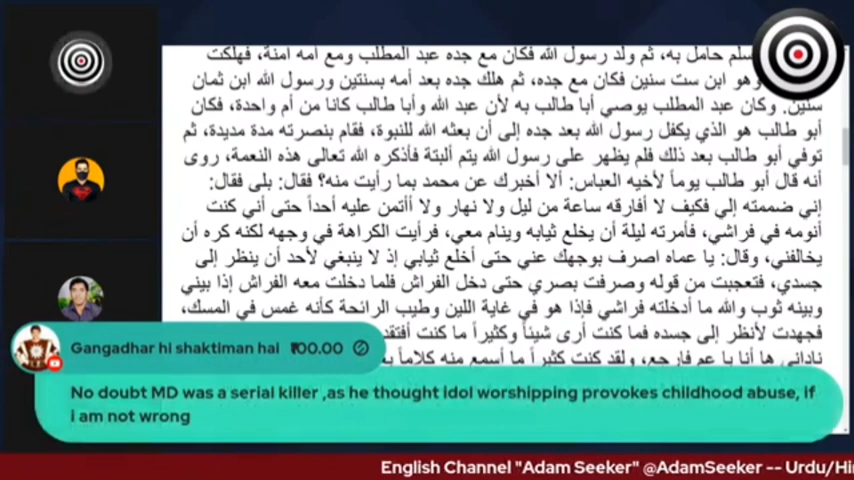 سلم حامل به، ثم ولد رسول الله فكان مع جده عبد المطلب ومع أمه آمنة، فهلكت
وهو ابن ست سنين فكان مع جده، ثم هلك جده بعد أمه بسنتين ورسول الله ابن ثمان
سنين. وكان عبد المطلب يوصي أبا طالب به لأن عبد الله وأبا طالب كانا من أم واحدة، فكان
أبو طالب هو الذي يكفل رسول الله بعد جده إلى أن بعثه الله للنبوة، فقام بنصرته مدة مديدة، ثم
توفي أبو طالب بعد ذلك فلم يظهر على رسول الله يتم ألبتة فأذكره الله تعالى هذه النعمة، روى
أنه قال أبو طالب يوماً لأخيه العباس: ألا أخبرك عن محمد بما رأيت منه؟ فقال: بلى فقال:
إني ضممته إلي فكيف لا أفارقه ساعة من ليل ولا نهار ولا أأتمن عليه أحداً حتى أني كنت
أنومه في فراشي، فأمرته ليلة أن يخلع ثيابه وينام معي، فرأيت الكراهة في وجهه لكنه كره أن
يخالفني، وقال: يا عماه اصرف بوجهك عني حتى أخلع ثيابي إذ لا ينبغي لأحد أن ينظر إلى
جسدي، فتعجبت من قوله وصرفت بصري حتى دخل الفراش فلما دخلت معه الفراش إذا بيني
وبينه ثوب والله ما أدخلته فراشي فإذا هو في غاية اللين وطيب الرائحة كأنه غمس في المسك،
فجهدت لأنظر إلى جسده فما كنت أرى شيئاً وكثيراً ما كنت أفتقد
ناداني ها أنا يا عم فارجع، ولقد كنت كثيراً ما أسمع منه كلاماً
Gangadhar hi shaktiman hai ₹100.00
No doubt MD was a serial killer ,as he thought idol worshipping provokes childhood abuse, if
i am not wrong
English Channel "Adam Seeker" @AdamSeeker -- Urdu/Hi